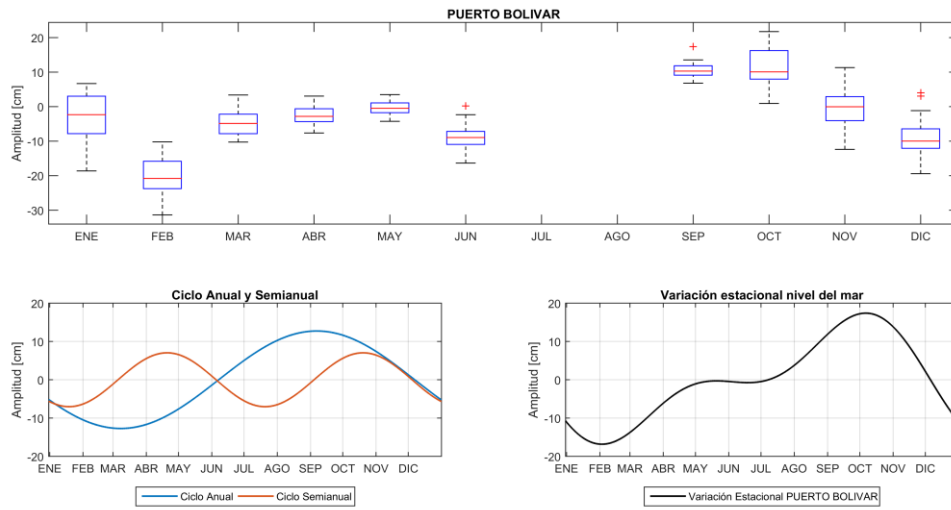 PUERTO BOLIVAR
Amplitud [cm]
20
10
0
-10
-20
-30
ENE FEB MAR ABR MAY JUN JUL AGO SEP OCT NOV DIC
Ciclo Anual y Semianual
Amplitud [cm]
20
10
0
-10
-20
ENE FEB MAR ABR MAY JUN JUL AGO SEP OCT NOV DIC
Ciclo Anual Ciclo Semianual
Variación estacional nivel del mar
Amplitud [cm]
20
10
0
-10
-20
ENE FEB MAR ABR MAY JUN JUL AGO SEP OCT NOV DIC
Variación Estacional PUERTO BOLIVAR